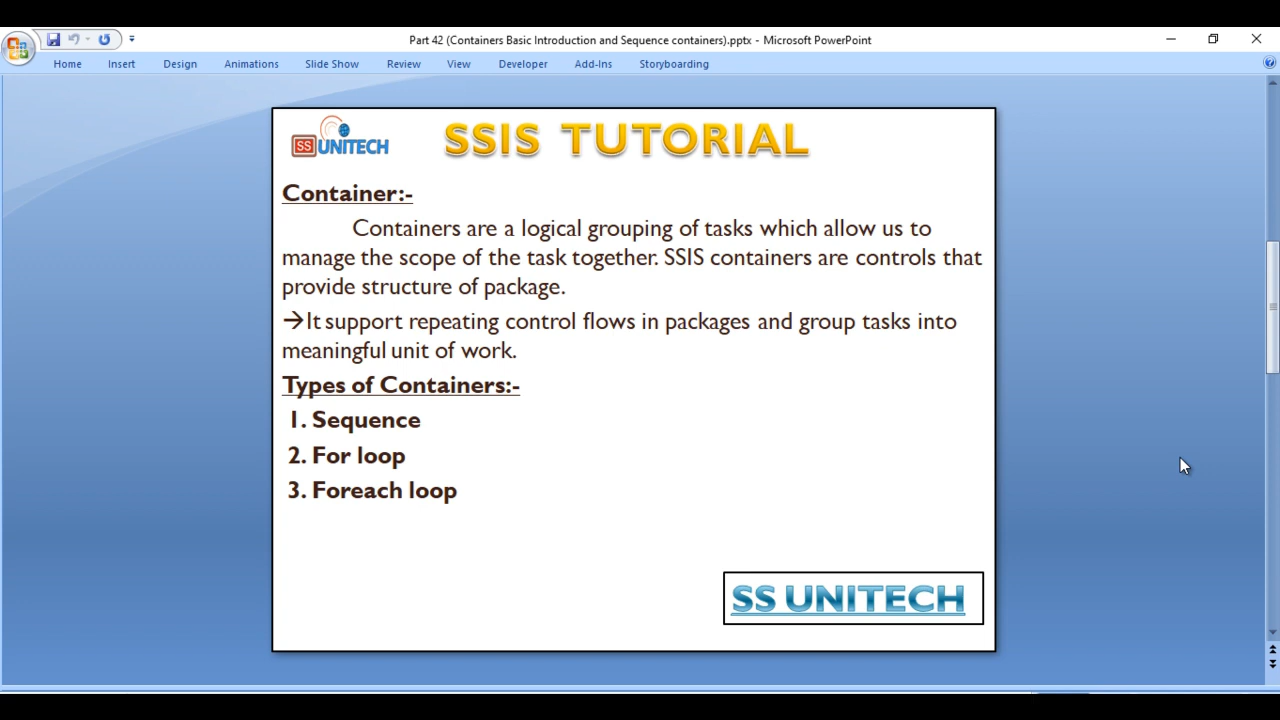 Part 42 (Containers Basic Introduction and Sequence containers).pptx - Microsoft PowerPoint
Home Insert Design Animations Slide Show Review View Developer Add-Ins Storyboarding
SS UNITECH
SSIS TUTORIAL
Container:-
Containers are a logical grouping of tasks which allow us to
manage the scope of the task together. SSIS containers are controls that
provide structure of package.
→It support repeating control flows in packages and group tasks into
meaningful unit of work.
Types of Containers:-
1. Sequence
2. For loop
3. Foreach loop
SS UNITECH